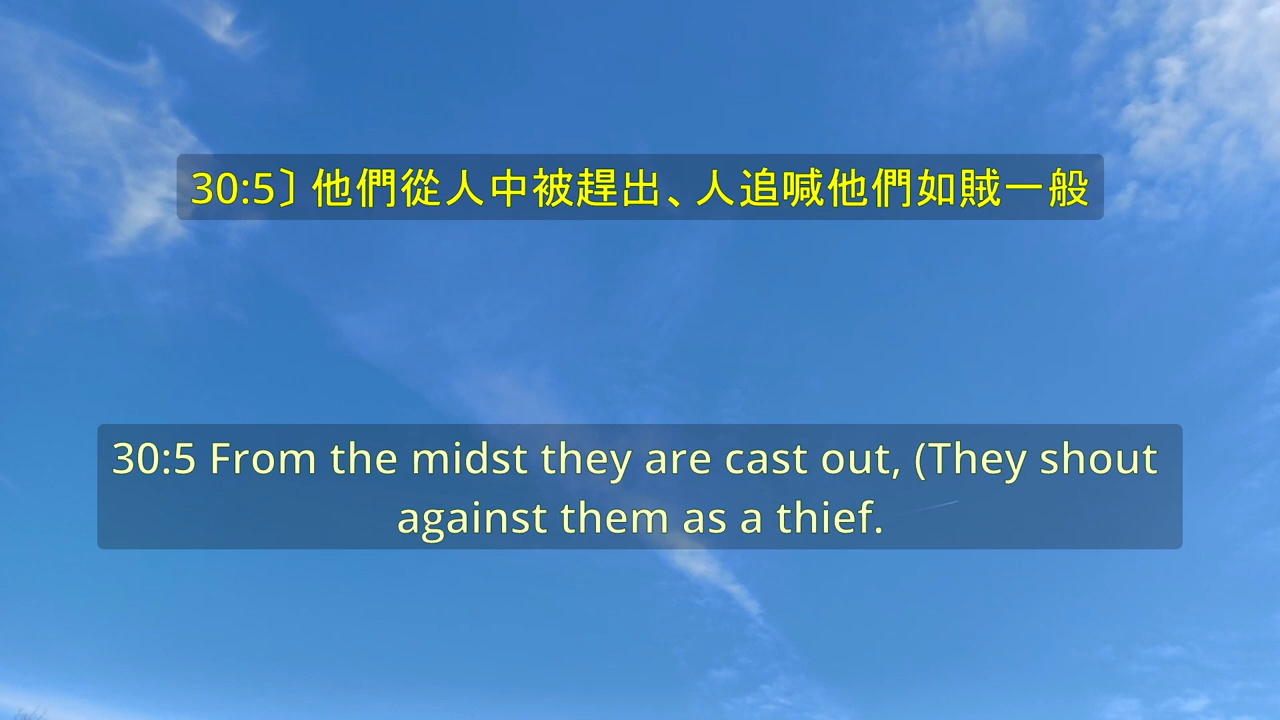 30:5〕他們從人中被趕出、人追喊他們如賊一般
30:5 From the midst they are cast out, (They shout
against them as a thief.